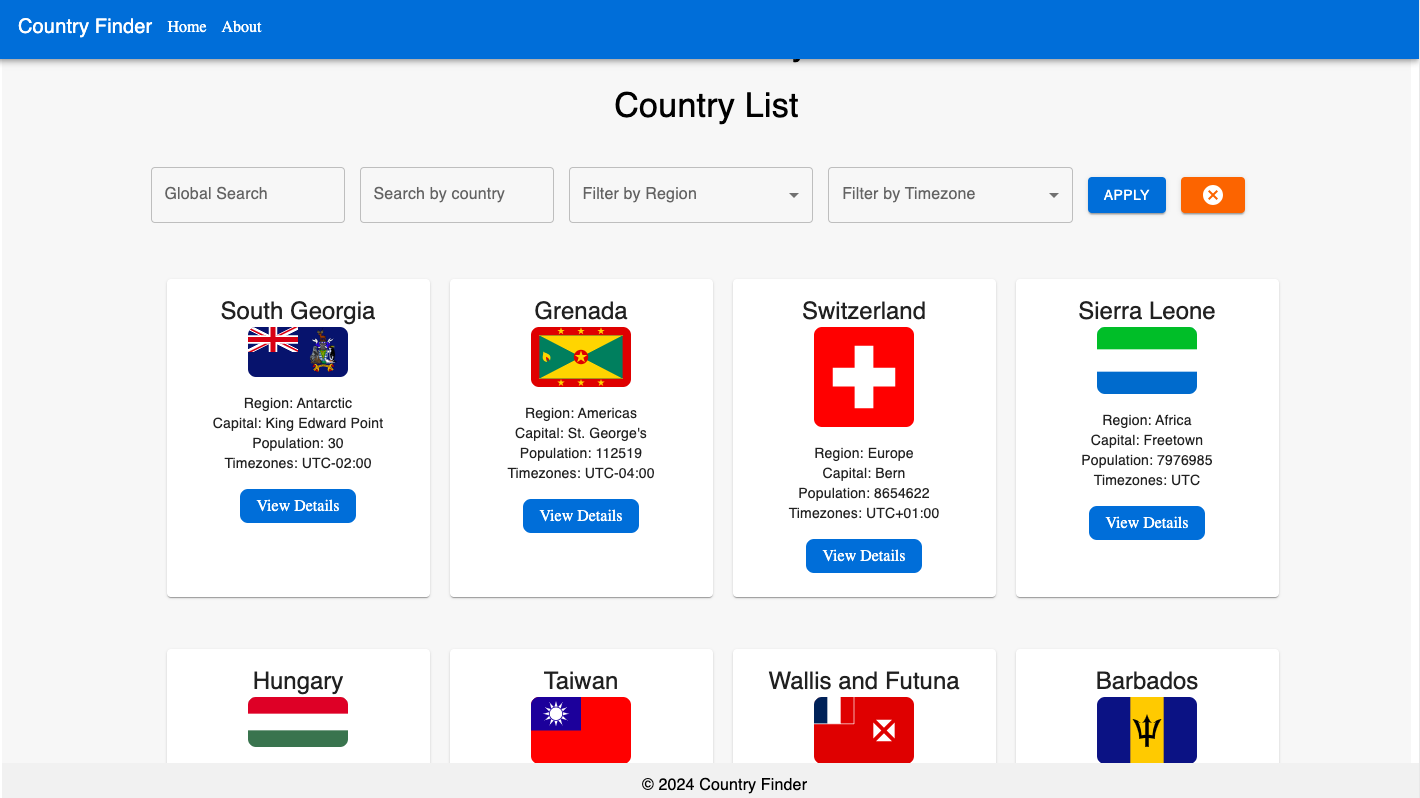 Country Finder Home About
Country List
Global Search
Search by country
Filter by Region
Filter by Timezone
APPLY
South Georgia
Region: Antarctic
Capital: King Edward Point
Population: 30
Timezones: UTC-02:00
View Details
Grenada
Region: Americas
Capital: St. George's
Population: 112519
Timezones: UTC-04:00
View Details
Switzerland
Region: Europe
Capital: Bern
Population: 8654622
Timezones: UTC+01:00
View Details
Sierra Leone
Region: Africa
Capital: Freetown
Population: 7976985
Timezones: UTC
View Details
Hungary
Taiwan
Wallis and Futuna
Barbados
© 2024 Country Finder